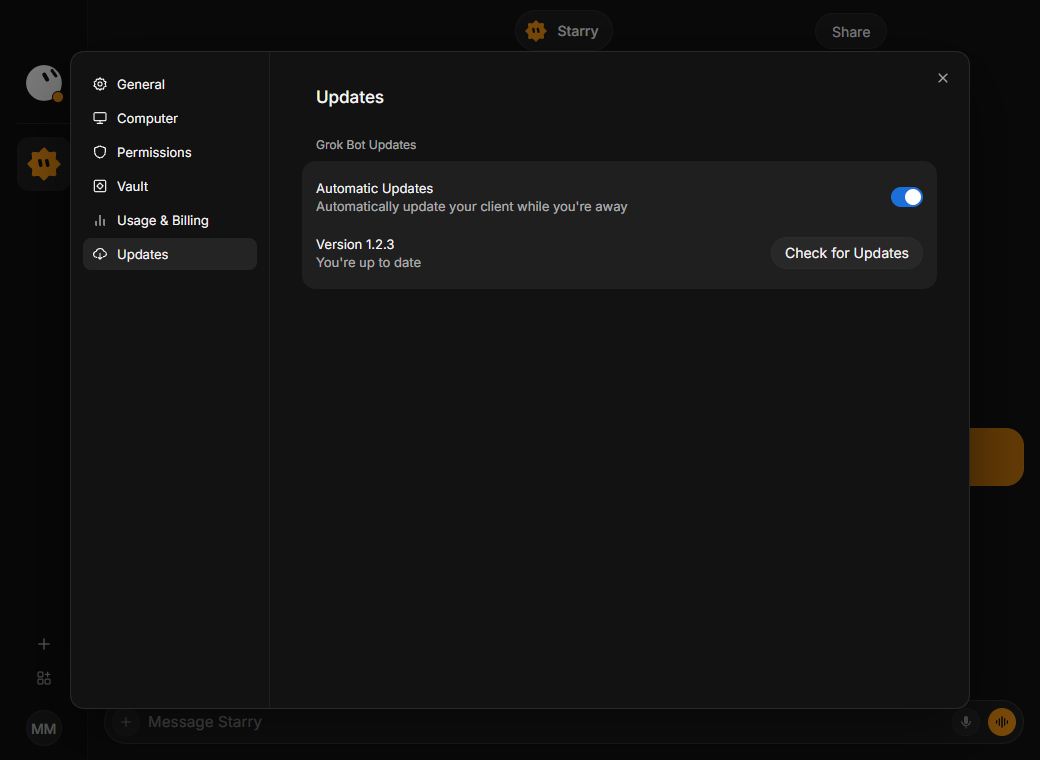 Starry
Share
General
Computer
Permissions
Vault
Usage & Billing
Updates
Updates
Grok Bot Updates
Automatic Updates
Automatically update your client while you're away
Version 1.2.3
You're up to date
Check for Updates
MM
Message Starry